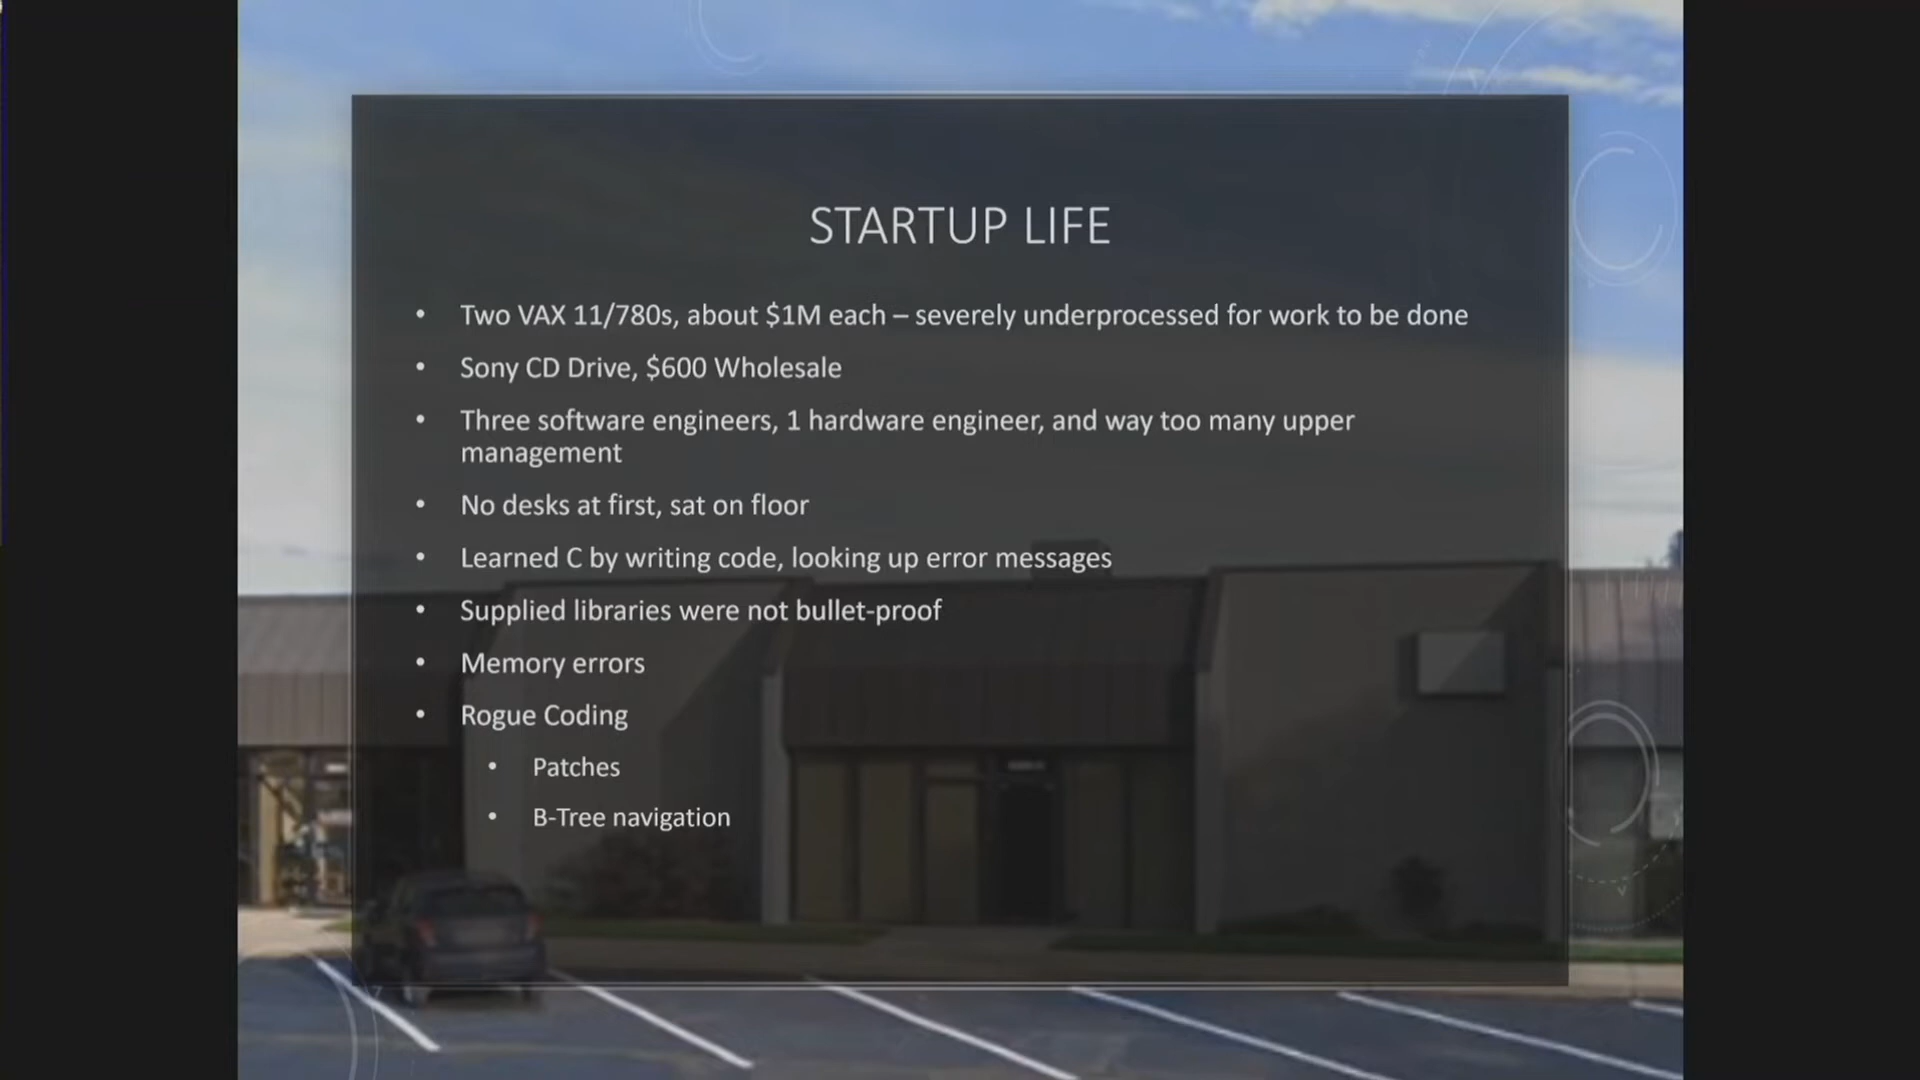 STARTUP LIFE
• Two VAX 11/780s, about $1M each – severely underprocessed for work to be done
• Sony CD Drive, $600 Wholesale
• Three software engineers, 1 hardware engineer, and way too many upper
management
• No desks at first, sat on floor
• Learned C by writing code, looking up error messages
• Supplied libraries were not bullet-proof
• Memory errors
• Rogue Coding
• Patches
• B-Tree navigation